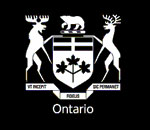 VT INCEPIT SIC PERMANET
FIDELIS
Ontario